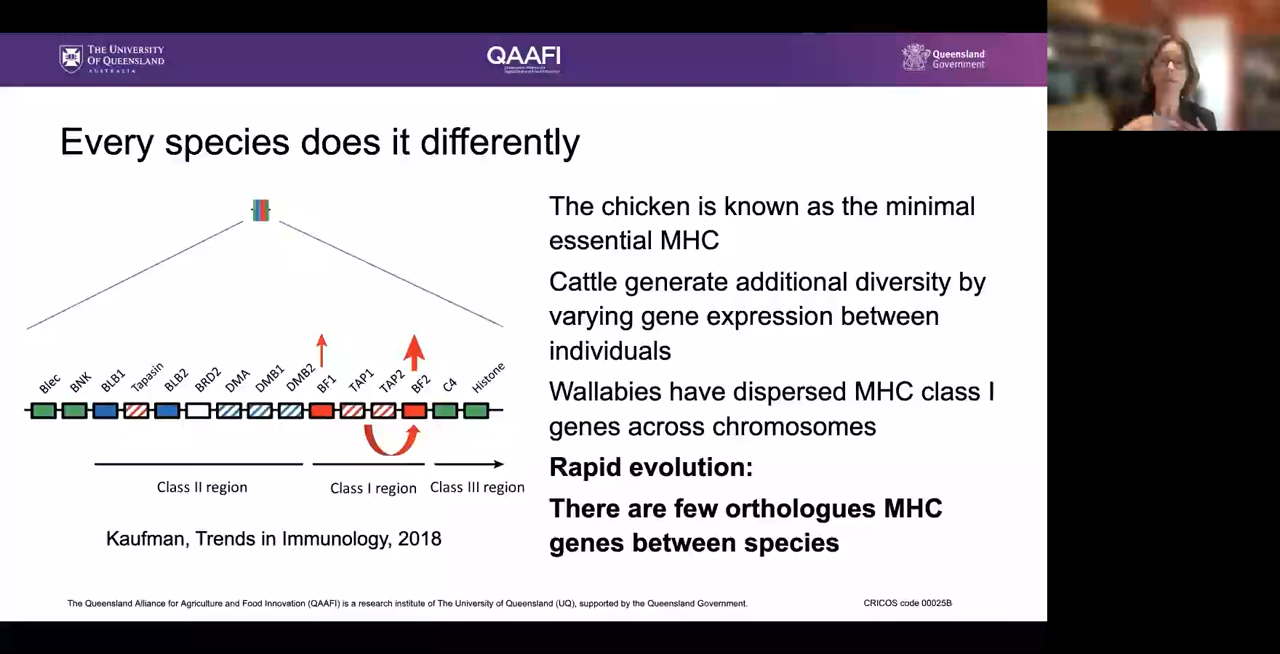 THE UNIVERSITY
OF QUEENSLAND
AUSTRALIA
QAAFI
Queensland
Government
Every species does it differently
The chicken is known as the minimal
essential MHC
Cattle generate additional diversity by
varying gene expression between
individuals
Wallabies have dispersed MHC class I
genes across chromosomes
Rapid evolution:
There are few orthologues MHC
genes between species
Blec
BNK
BLB1
Tapasin
BLB2
BRD2
DMA
DMB1
DMB2
BF1
TAP1
TAP2
BF2
C4
Histone
Class II region
Class I region
Class III region
Kaufman, Trends in Immunology, 2018
The Queensland Alliance for Agriculture and Food Innovation (QAAFI) is a research institute of The University of Queensland (UQ), supported by the Queensland Government.
CRICOS code 00025B